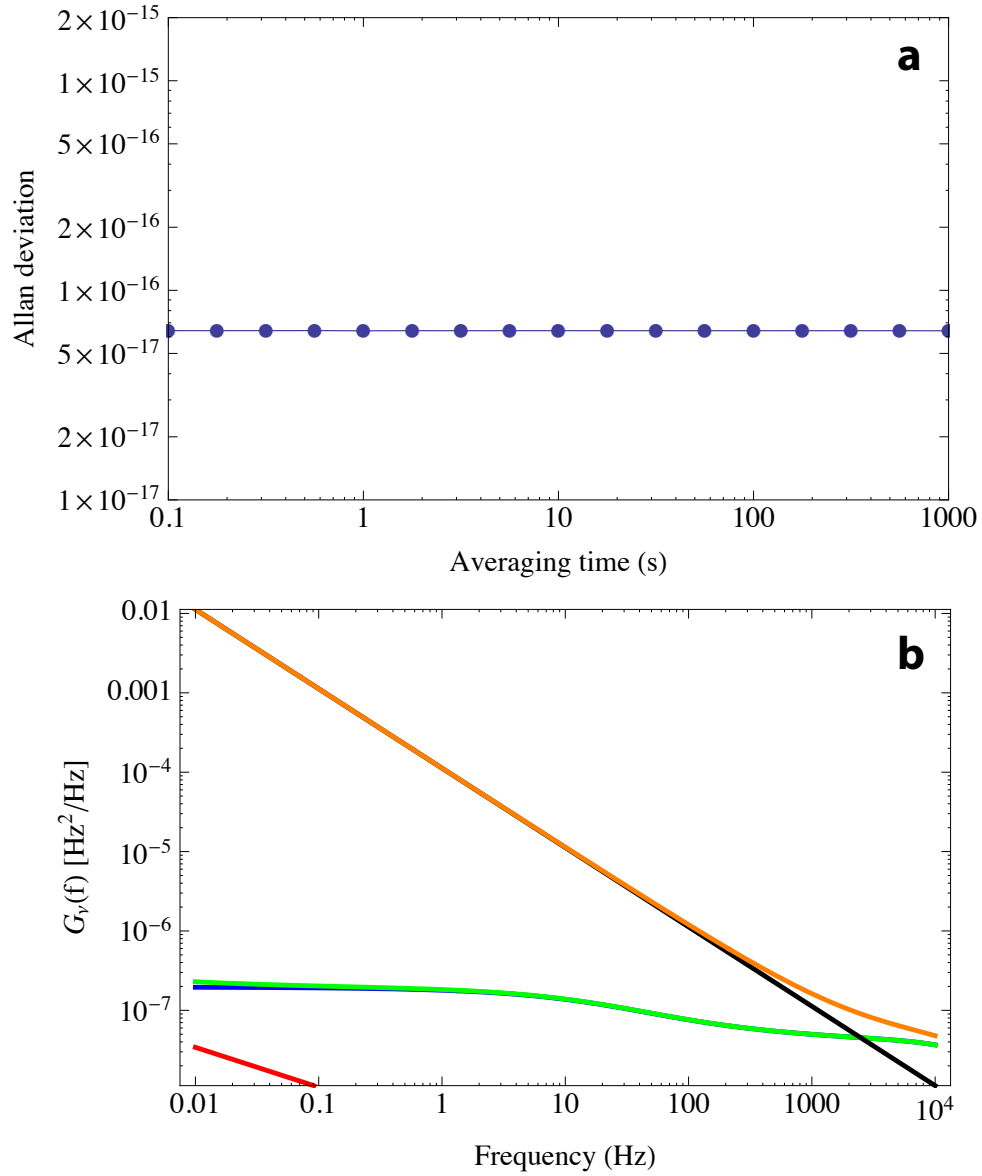 a
2×10⁻¹⁵
1×10⁻¹⁵
5×10⁻¹⁶
2×10⁻¹⁶
1×10⁻¹⁶
5×10⁻¹⁷
2×10⁻¹⁷
1×10⁻¹⁷
Allan deviation
0.1 1 10 100 1000
Averaging time (s)
b
0.01
0.001
10⁻⁴
10⁻⁵
10⁻⁶
10⁻⁷
Gᵥ(f) [Hz²/Hz]
0.01 0.1 1 10 100 1000 10⁴
Frequency (Hz)